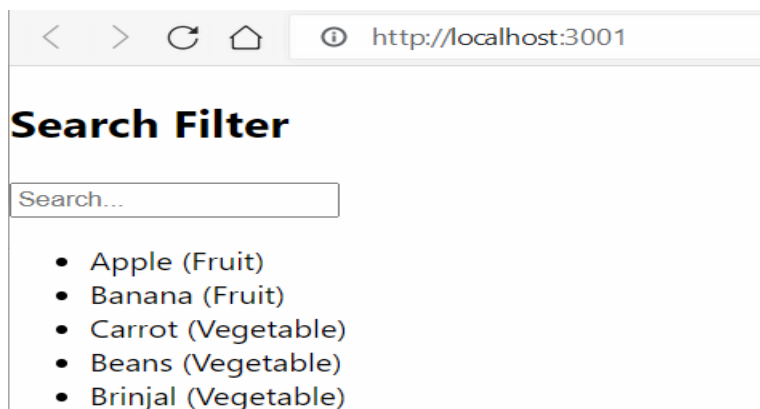 http://localhost:3001
Search Filter
Search...
Apple (Fruit)
Banana (Fruit)
Carrot (Vegetable)
Beans (Vegetable)
Brinjal (Vegetable)